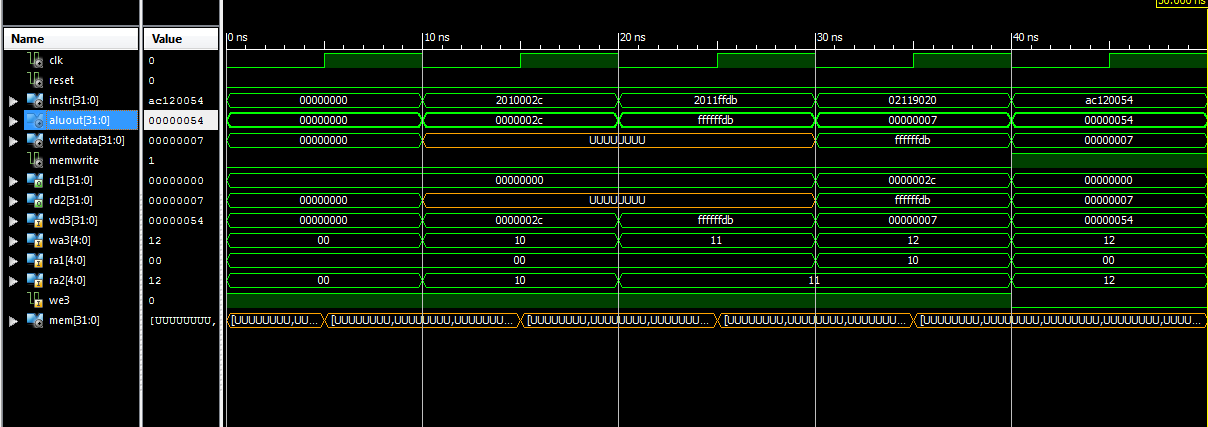 50.000 ns
Name Value 0 ns 10 ns 20 ns 30 ns 40 ns
clk 0
reset 0
instr[31:0] ac120054 00000000 2010002c 2011ffdb 02119020 ac120054
aluout[31:0] 00000054 00000000 0000002c ffffffdb 00000007 00000054
writedata[31:0] 00000007 00000000 UUUUUUUU ffffffdb 00000007
memwrite 1
rd1[31:0] 00000000 00000000 0000002c 00000000
rd2[31:0] 00000007 00000000 UUUUUUUU ffffffdb 00000007
wd3[31:0] 00000054 00000000 0000002c ffffffdb 00000007 00000054
wa3[4:0] 12 00 10 11 12 12
ra1[4:0] 00 00 10 00
ra2[4:0] 12 00 10 11 12
we3 0
mem[31:0] [UUUUUUUU, [UUUUUUUU,UU... [UUUUUUUU,UUUUUUUU,UUUUUUU... [UUUUUUUU,UUUUUUUU,UUUUUUU... [UUUUUUUU,UUUUUUUU,UUUUUUU... [UUUUUUUU,UUUUUUUU,UUUUUUUU,UUUUUUUU,UUUU...